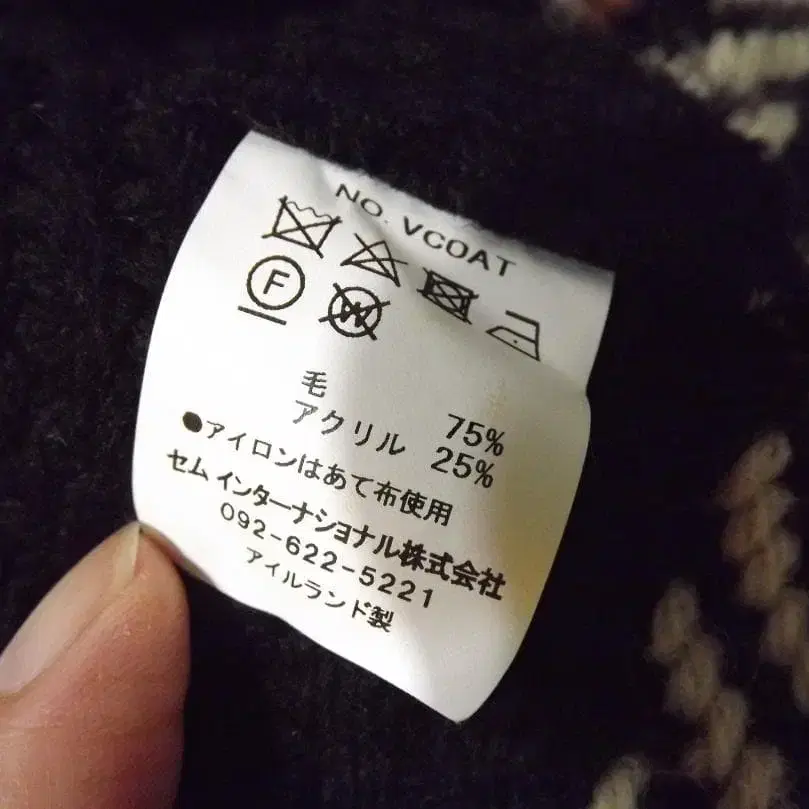 NO. VCOAT
F W
毛 75%
アクリル 25%
●アイロンはあて布使用
セム インターナショナル株式会社
092-622-5221
アイルランド製